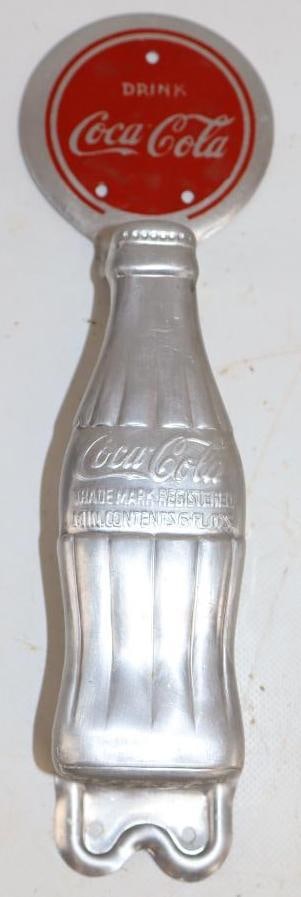 DRINK
Coca-Cola
Coca-Cola
TRADE MARK REGISTERED
MIN. CONTENTS 6-FL. OZS.